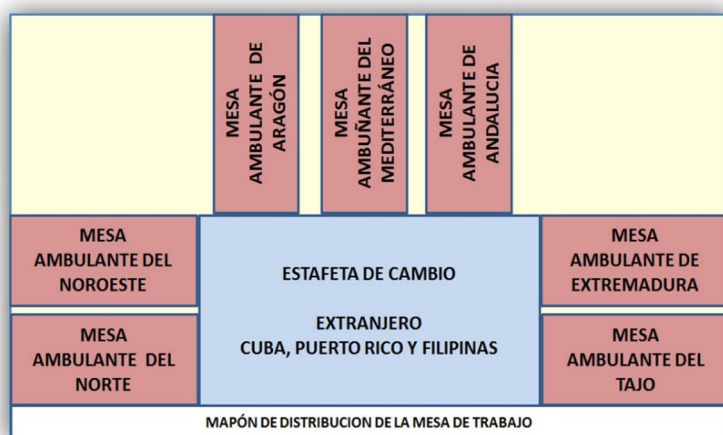 MESA
AMBULANTE DE
ARAGÓN
MESA
AMBUÑANTE DEL
MEDITERRÁNEO
MESA
AMBULANTE DE
ANDALUCIA
MESA
AMBULANTE DEL
NOROESTE
ESTAFETA DE CAMBIO
EXTRANJERO
CUBA, PUERTO RICO Y FILIPINAS
MESA
AMBULANTE DE
EXTREMADURA
MESA
AMBULANTE DEL
NORTE
MESA
AMBULANTE DEL
TAJO
MAPÓN DE DISTRIBUCION DE LA MESA DE TRABAJO